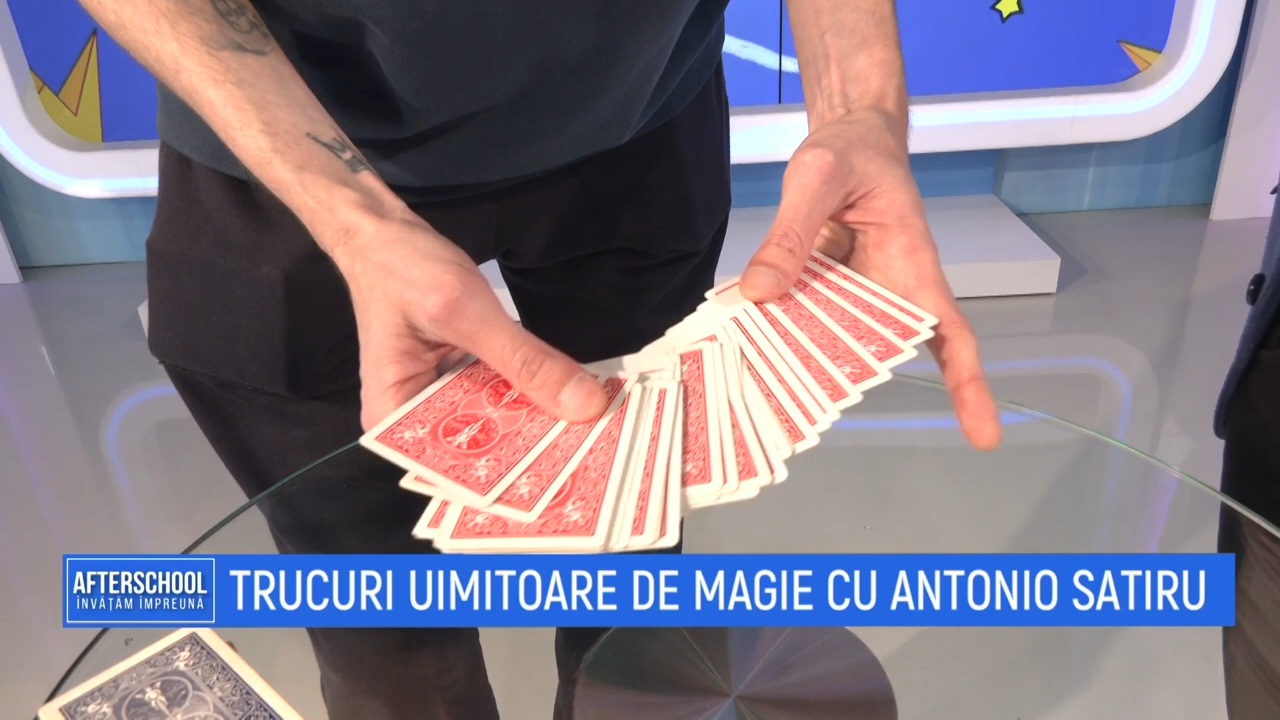 AFTERSCHOOL
ÎNVĂȚĂM ÎMPREUNĂ
TRUCURI UIMITOARE DE MAGIE CU ANTONIO SATIRU